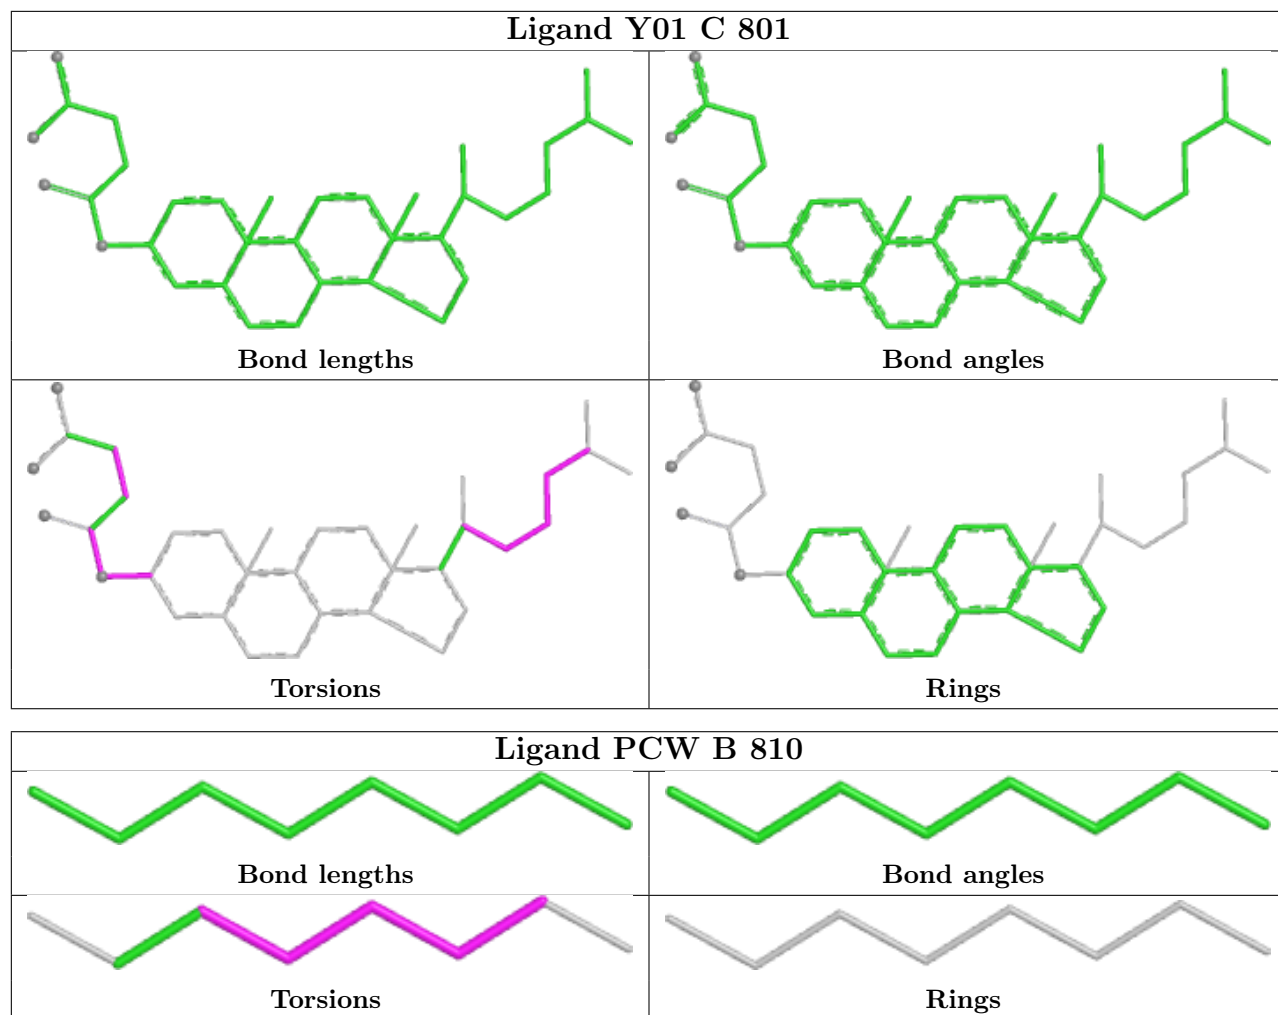 Ligand Y01 C 801
Bond lengths
Bond angles
Torsions
Rings
Ligand PCW B 810
Bond lengths
Bond angles
Torsions
Rings